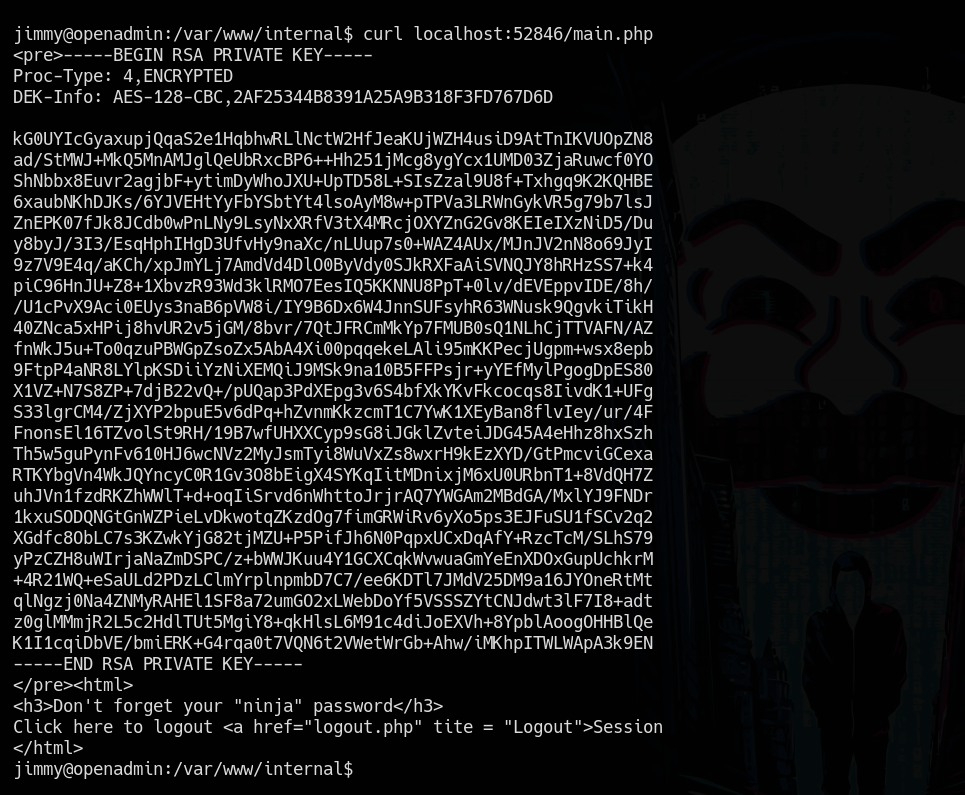 jimmy@openadmin:/var/www/internal$ curl localhost:52846/main.php
<pre>-----BEGIN RSA PRIVATE KEY-----
Proc-Type: 4,ENCRYPTED
DEK-Info: AES-128-CBC,2AF25344B8391A25A9B318F3FD767D6D

kG0UYIcGyaxupjQqaS2e1HqbhwRLlNctW2HfJeaKUjWZH4usiD9AtTnIKVUOpZN8
ad/StMWJ+MkQ5MnAMJglQeUbRxcBP6++Hh251jMcg8ygYcx1UMD03ZjaRuwcf0YO
ShNbbx8Euvr2agjbF+ytimDyWhoJXU+UpTD58L+SIsZzal9U8f+Txhgq9K2KQHBE
6xaubNKhDJKs/6YJVEHtYyFbYSbtYt4lsoAyM8w+pTPVa3LRWnGykVR5g79b7lsJ
ZnEPK07fJk8JCdb0wPnLNy9LsyNxXRfV3tX4MRcjOXYZnG2Gv8KEIeIXzNiD5/Du
y8byJ/3I3/EsqHphIHgD3UfvHy9naXc/nLUup7s0+WAZ4AUx/MJnJV2nN8o69JyI
9z7V9E4q/aKCh/xpJmYLj7AmdVd4DlO0ByVdy0SJkRXFaAiSVNQJY8hRHzSS7+k4
piC96HnJU+Z8+1XbvzR93Wd3klRMO7EesIQ5KKNNU8PpT+0lv/dEVEppvIDE/8h/
/U1cPvX9Aci0EUys3naB6pVW8i/IY9B6Dx6W4JnnSUFsyhR63WNusk9QgvkiTikH
40ZNca5xHPij8hvUR2v5jGM/8bvr/7QtJFRCmMkYp7FMUB0sQ1NLhCjTTVAFN/AZ
fnWkJ5u+To0qzuPBWGpZsoZx5AbA4Xi00pqqekeLAli95mKKPecjUgpm+wsx8epb
9FtpP4aNR8LYlpKSDiiYzNiXEMQiJ9MSk9na10B5FFPsjr+yYEfMylPgogDpES80
X1VZ+N7S8ZP+7djB22vQ+/pUQap3PdXEpg3v6S4bfXkYKvFkcocqs8IivdK1+UFg
S33lgrCM4/ZjXYP2bpuE5v6dPq+hZvnmKkzcmT1C7YwK1XEyBan8flvIey/ur/4F
FnonsEl16TZvolSt9RH/19B7wfUHXXCyp9sG8iJGklZvteiJDG45A4eHhz8hxSzh
Th5w5guPynFv610HJ6wcNVz2MyJsmTyi8WuVxZs8wxrH9kEzXYD/GtPmcviGCexa
RTKYbgVn4WkJQYncyC0R1Gv3O8bEigX4SYKqIitMDnixjM6xU0URbnT1+8VdQH7Z
uhJVn1fzdRKZhWWlT+d+oqIiSrvd6nWhttoJrjrAQ7YWGAm2MBdGA/MxlYJ9FNDr
1kxuSODQNGtGnWZPieLvDkwotqZKzdOg7fimGRWiRv6yXo5ps3EJFuSU1fSCv2q2
XGdfc8ObLC7s3KZwkYjG82tjMZU+P5PifJh6N0PqpxUCxDqAfY+RzcTcM/SLhS79
yPzCZH8uWIrjaNaZmDSPC/z+bWWJKuu4Y1GCXCqkWvwuaGmYeEnXDOxGupUchkrM
+4R21WQ+eSaULd2PDzLClmYrplnpmbD7C7/ee6KDTl7JMdV25DM9a16JYOneRtMt
qlNgzj0Na4ZNMyRAHEl1SF8a72umGO2xLWebDoYf5VSSSZYtCNJdwt3lF7I8+adt
z0glMMmjR2L5c2HdlTUt5MgiY8+qkHlsL6M91c4diJoEXVh+8YpblAoogOHHBlQe
K1I1cqiDbVE/bmiERK+G4rqa0t7VQN6t2VWetWrGb+Ahw/iMKhpITWLWApA3k9EN
-----END RSA PRIVATE KEY-----
</pre><html>
<h3>Don't forget your "ninja" password</h3>
Click here to logout <a href="logout.php" tite = "Logout">Session
</html>
jimmy@openadmin:/var/www/internal$